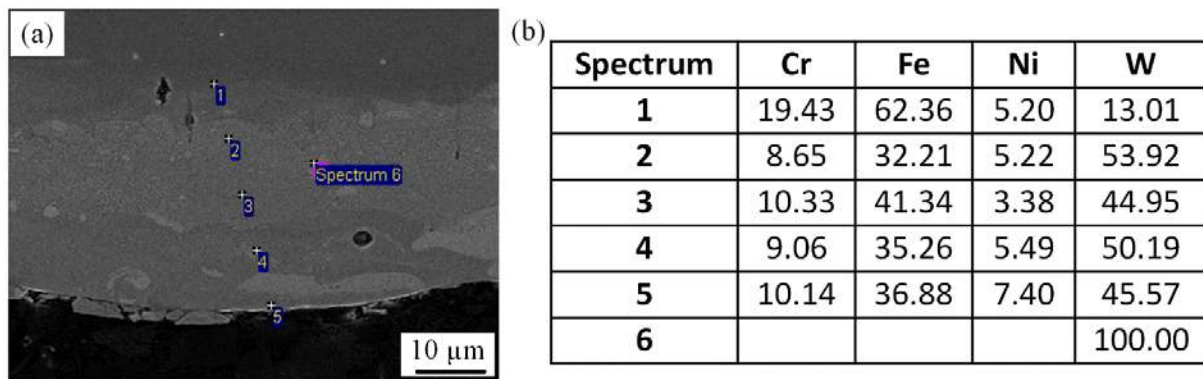 (a)
1
2
Spectrum 6
3
4
5
10 µm
(b)
Spectrum Cr Fe Ni W
1 19.43 62.36 5.20 13.01
2 8.65 32.21 5.22 53.92
3 10.33 41.34 3.38 44.95
4 9.06 35.26 5.49 50.19
5 10.14 36.88 7.40 45.57
6 100.00